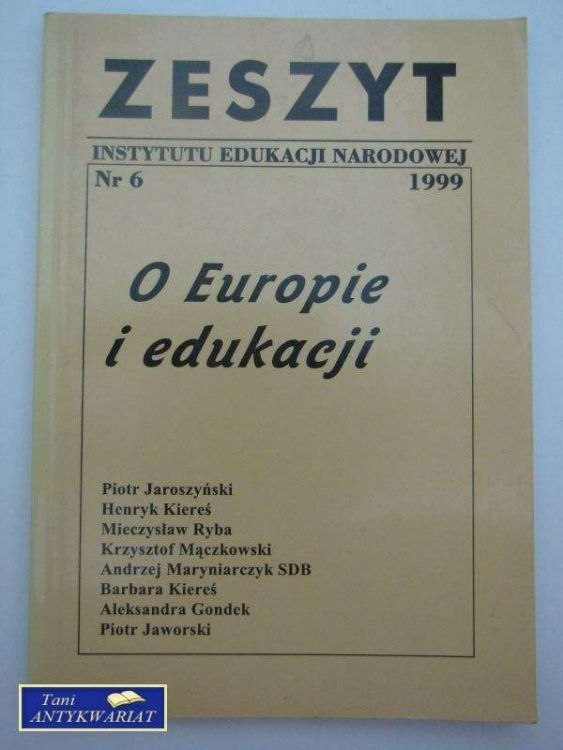 ZESZYT
INSTYTUTU EDUKACJI NARODOWEJ
Nr 6 1999
O Europie
i edukacji
Piotr Jaroszyński
Henryk Kiereś
Mieczysław Ryba
Krzysztof Mączkowski
Andrzej Maryniarczyk SDB
Barbara Kiereś
Aleksandra Gondek
Piotr Jaworski
Tani
ANTYKWARIAT